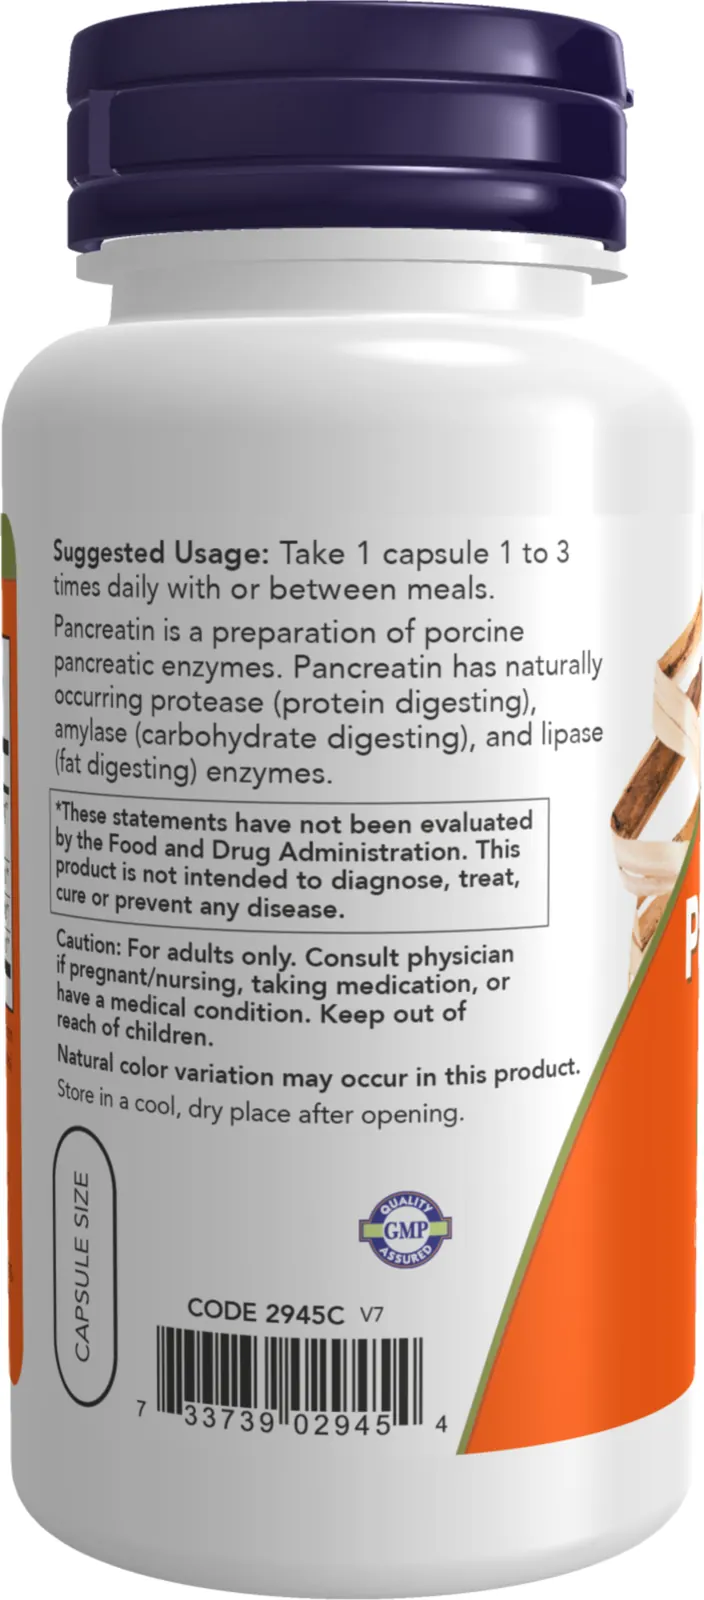 Suggested Usage: Take 1 capsule 1 to 3
times daily with or between meals.
Pancreatin is a preparation of porcine
pancreatic enzymes. Pancreatin has naturally
occurring protease (protein digesting),
amylase (carbohydrate digesting), and lipase
(fat digesting) enzymes.
*These statements have not been evaluated
by the Food and Drug Administration. This
product is not intended to diagnose, treat,
cure or prevent any disease.
Caution: For adults only. Consult physician
if pregnant/nursing, taking medication, or
have a medical condition. Keep out of
reach of children.
Natural color variation may occur in this product.
Store in a cool, dry place after opening.
CAPSULE SIZE
QUALITY
GMP
ASSURED
CODE 2945C V7
7 33739 02945 4
P